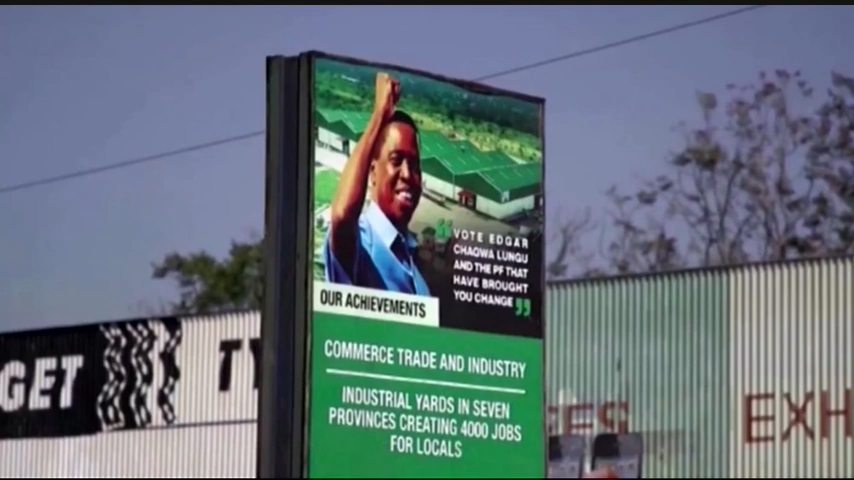 VOTE EDGAR
CHAGWA LUNGU
AND THE PF THAT
HAVE BROUGHT
YOU CHANGE
OUR ACHIEVEMENTS
COMMERCE TRADE AND INDUSTRY
INDUSTRIAL YARDS IN SEVEN
PROVINCES CREATING 4000 JOBS
FOR LOCALS
GET
TY
EXH